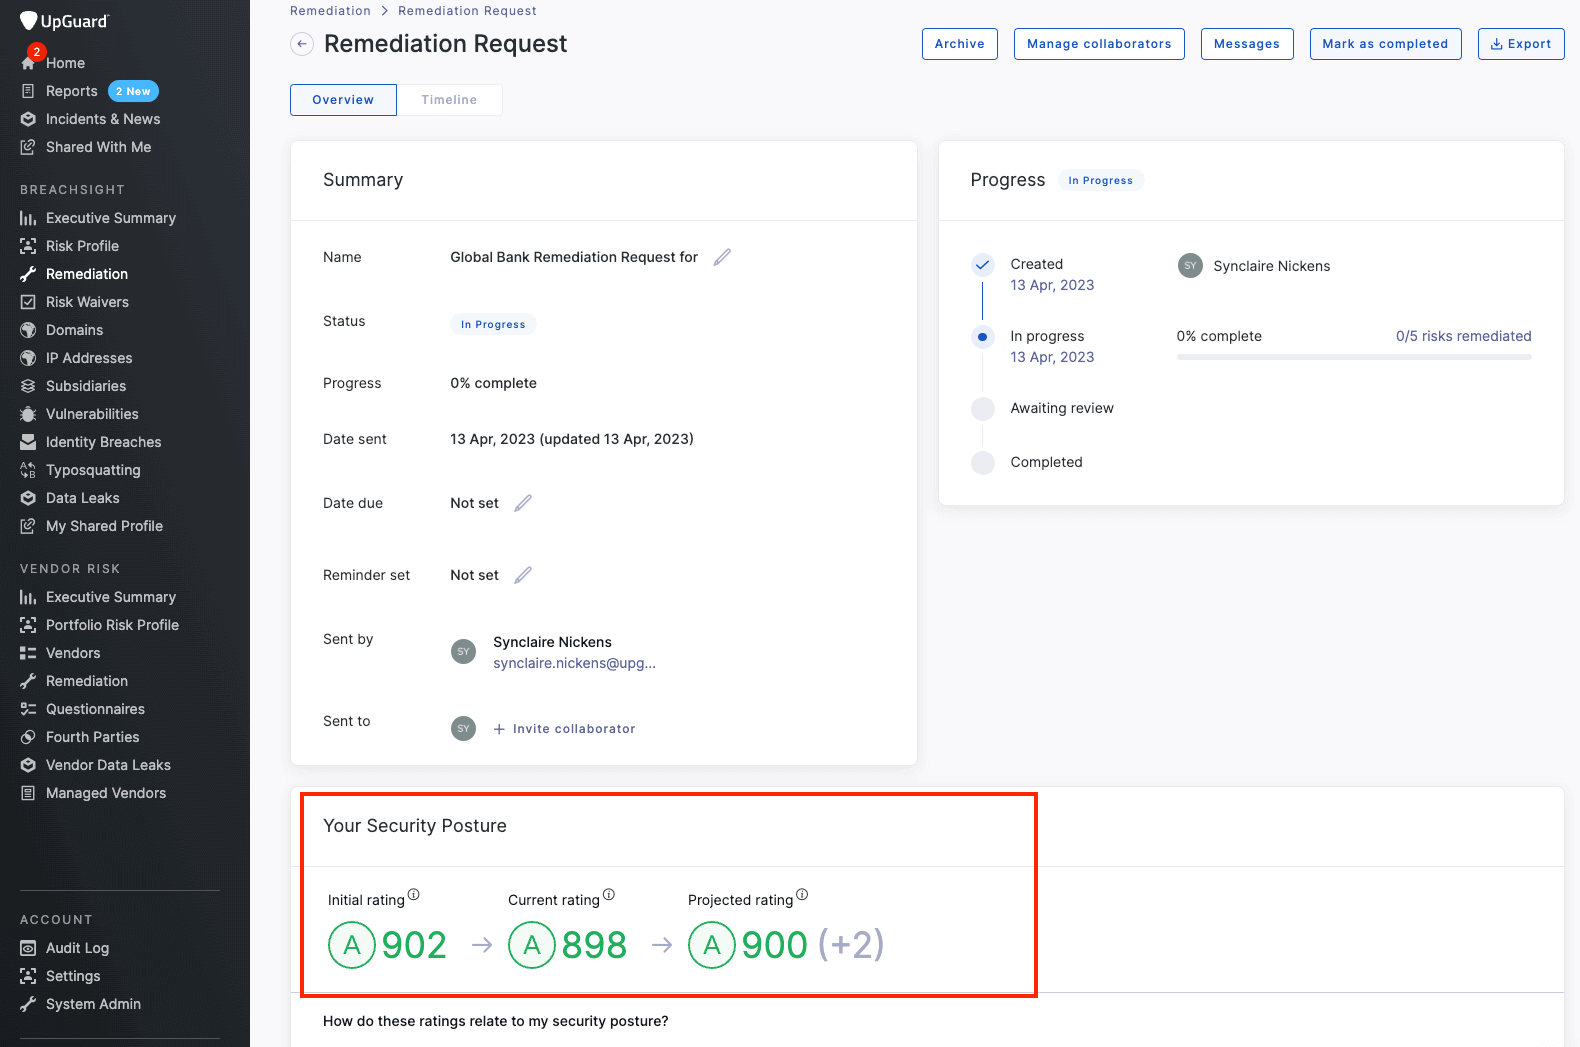 UpGuard
2
Home
Reports 2 New
Incidents & News
Shared With Me
BREACHSIGHT
Executive Summary
Risk Profile
Remediation
Risk Waivers
Domains
IP Addresses
Subsidiaries
Vulnerabilities
Identity Breaches
Typosquatting
Data Leaks
My Shared Profile
VENDOR RISK
Executive Summary
Portfolio Risk Profile
Vendors
Remediation
Questionnaires
Fourth Parties
Vendor Data Leaks
Managed Vendors
ACCOUNT
Audit Log
Settings
System Admin
Remediation > Remediation Request
Remediation Request
Archive
Manage collaborators
Messages
Mark as completed
Export
Overview
Timeline
Summary
Name Global Bank Remediation Request for
Status In Progress
Progress 0% complete
Date sent 13 Apr, 2023 (updated 13 Apr, 2023)
Date due Not set
Reminder set Not set
Sent by SY Synclaire Nickens
synclaire.nickens@upg...
Sent to SY + Invite collaborator
Progress In Progress
Created SY Synclaire Nickens
13 Apr, 2023
In progress 0% complete 0/5 risks remediated
13 Apr, 2023
Awaiting review
Completed
Your Security Posture
Initial rating Current rating Projected rating
A 902 → A 898 → A 900 (+2)
How do these ratings relate to my security posture?